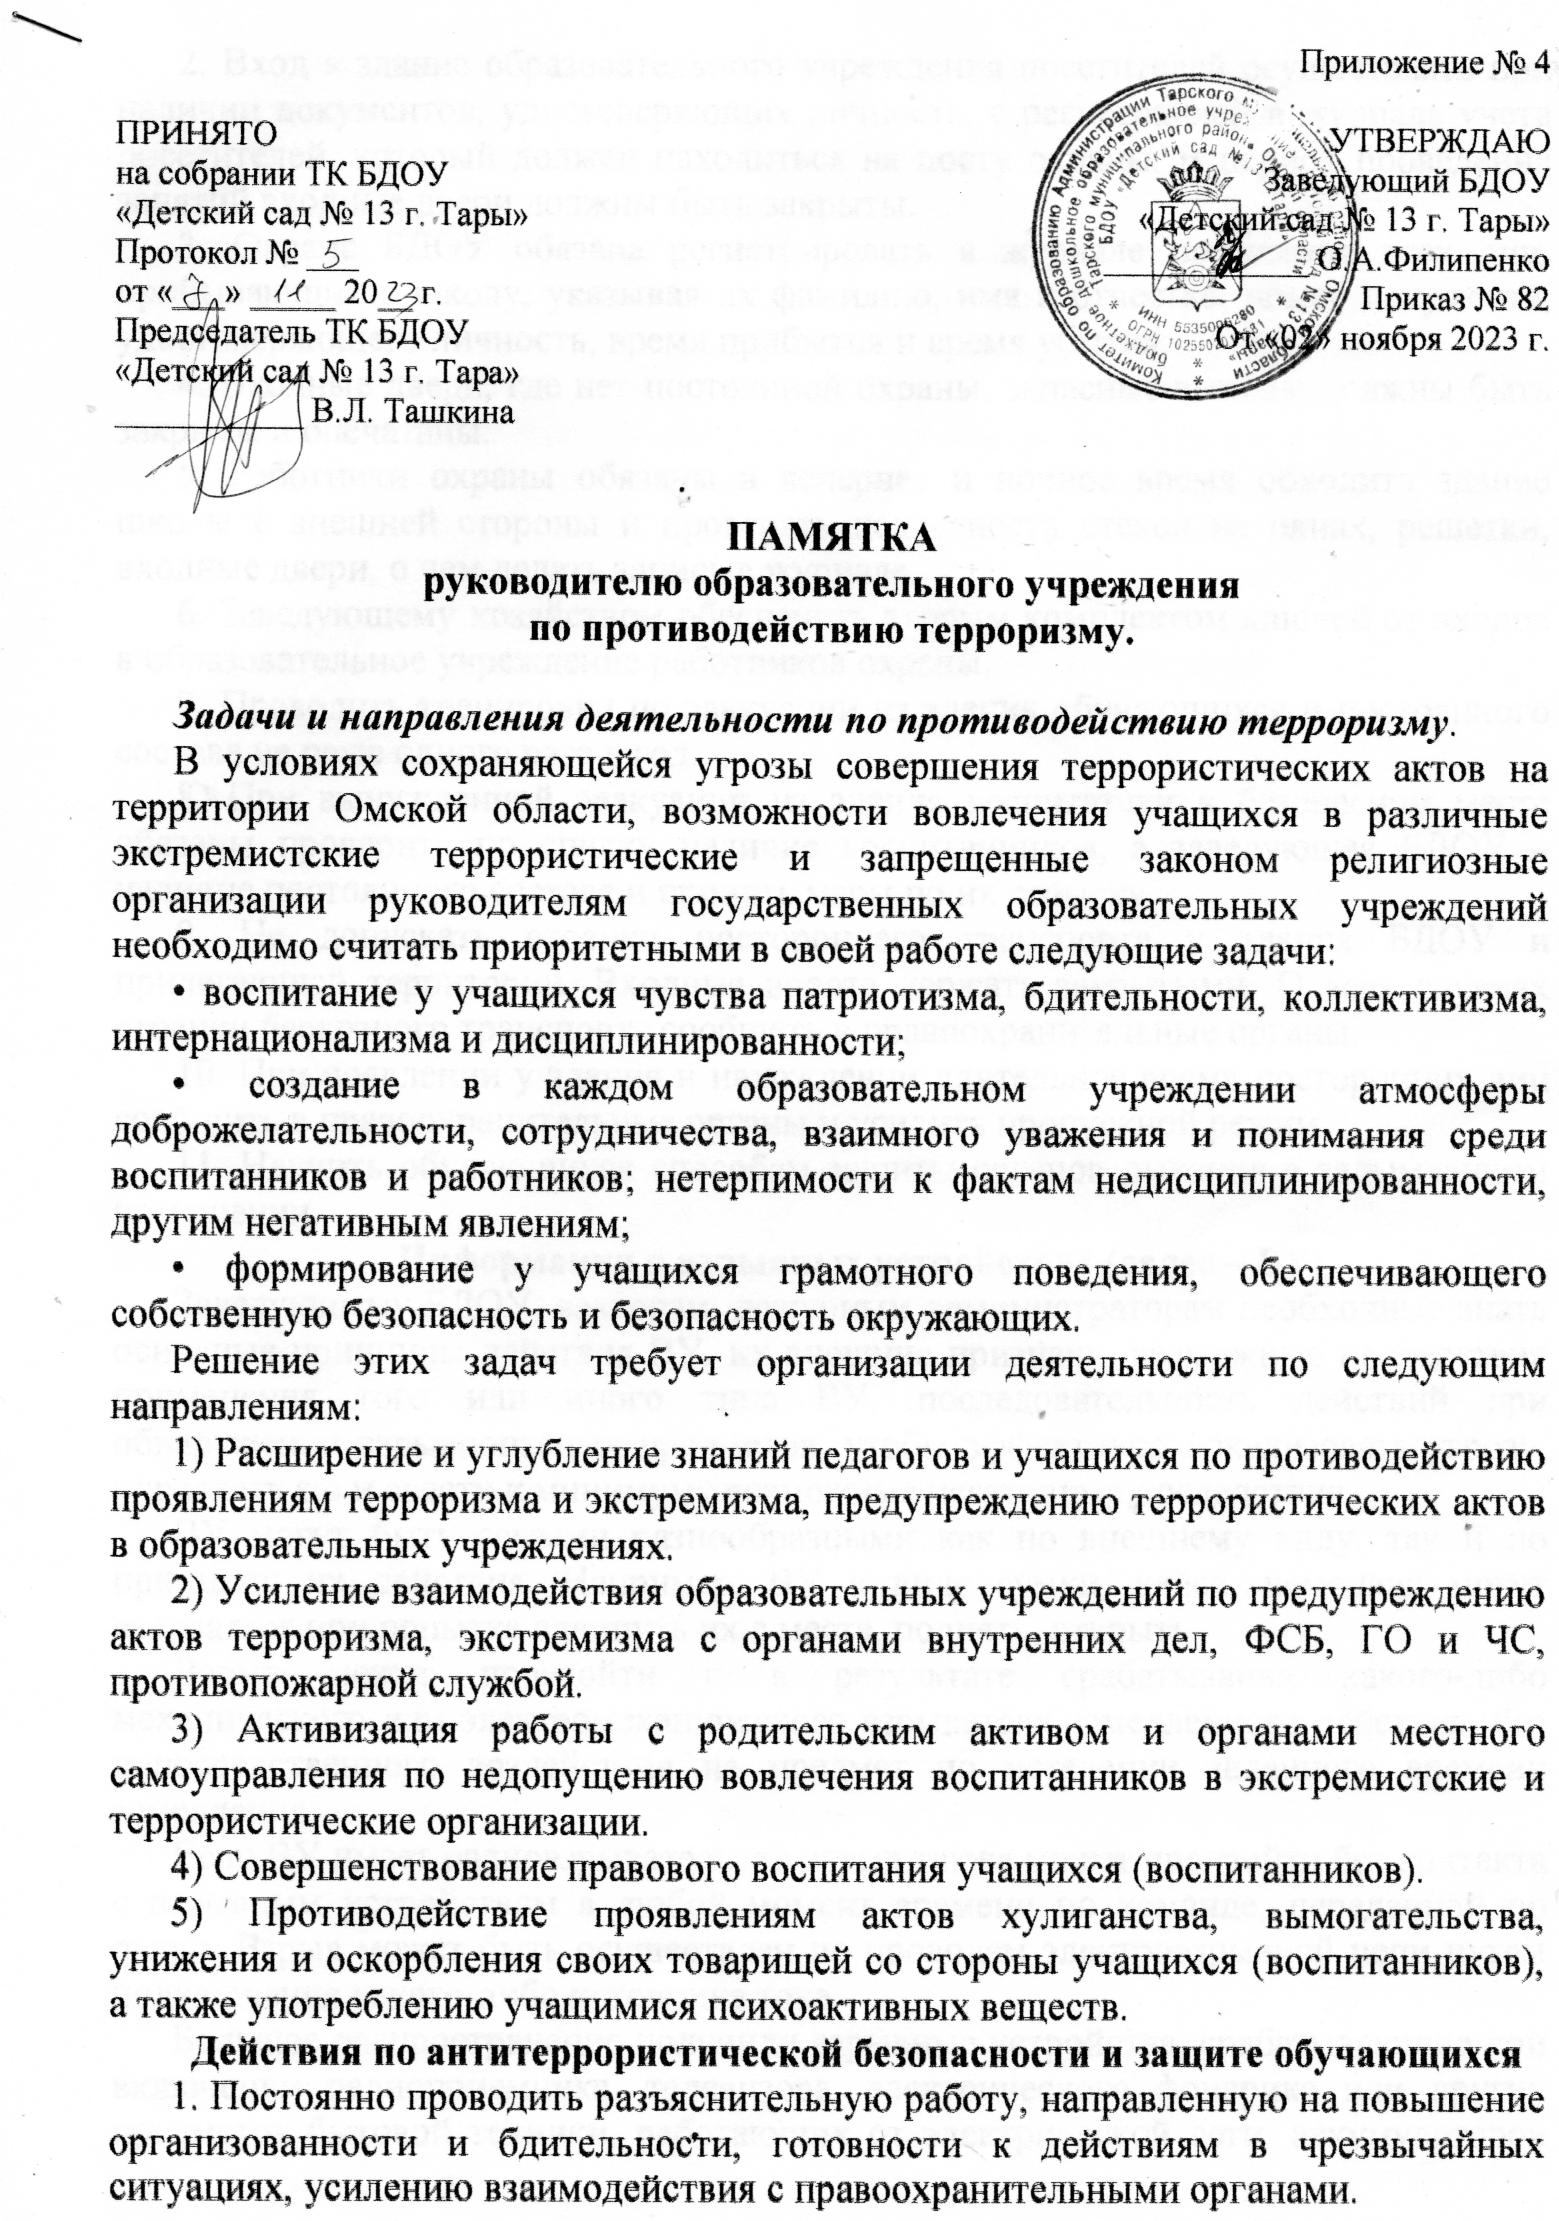 Приложение № 4
ПРИНЯТО
на собрании ТК БДОУ
«Детский сад № 13 г. Тары»
Протокол № 5
от « 7 » 11 20 23 г.
Председатель ТК БДОУ
«Детский сад № 13 г. Тара»
В.Л. Ташкина
УТВЕРЖДАЮ
Заведующий БДОУ
«Детский сад № 13 г. Тары»
О.А.Филипенко
Приказ № 82
От «02» ноября 2023 г.
ПАМЯТКА
руководителю образовательного учреждения
по противодействию терроризму.
Задачи и направления деятельности по противодействию терроризму.
В условиях сохраняющейся угрозы совершения террористических актов на
территории Омской области, возможности вовлечения учащихся в различные
экстремистские террористические и запрещенные законом религиозные
организации руководителям государственных образовательных учреждений
необходимо считать приоритетными в своей работе следующие задачи:
• воспитание у учащихся чувства патриотизма, бдительности, коллективизма,
интернационализма и дисциплинированности;
• создание в каждом образовательном учреждении атмосферы
доброжелательности, сотрудничества, взаимного уважения и понимания среди
воспитанников и работников; нетерпимости к фактам недисциплинированности,
другим негативным явлениям;
• формирование у учащихся грамотного поведения, обеспечивающего
собственную безопасность и безопасность окружающих.
Решение этих задач требует организации деятельности по следующим
направлениям:
1) Расширение и углубление знаний педагогов и учащихся по противодействию
проявлениям терроризма и экстремизма, предупреждению террористических актов
в образовательных учреждениях.
2) Усиление взаимодействия образовательных учреждений по предупреждению
актов терроризма, экстремизма с органами внутренних дел, ФСБ, ГО и ЧС,
противопожарной службой.
3) Активизация работы с родительским активом и органами местного
самоуправления по недопущению вовлечения воспитанников в экстремистские и
террористические организации.
4) Совершенствование правового воспитания учащихся (воспитанников).
5) Противодействие проявлениям актов хулиганства, вымогательства,
унижения и оскорбления своих товарищей со стороны учащихся (воспитанников),
а также употреблению учащимися психоактивных веществ.
Действия по антитеррористической безопасности и защите обучающихся
1. Постоянно проводить разъяснительную работу, направленную на повышение
организованности и бдительности, готовности к действиям в чрезвычайных
ситуациях, усилению взаимодействия с правоохранительными органами.